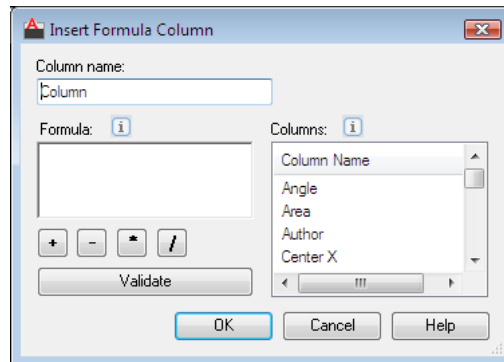 Insert Formula Column
Column name:
Column
Formula:
i
Columns:
i
Column Name
Angle
Area
Author
Center X
+ - * /
Validate
OK Cancel Help